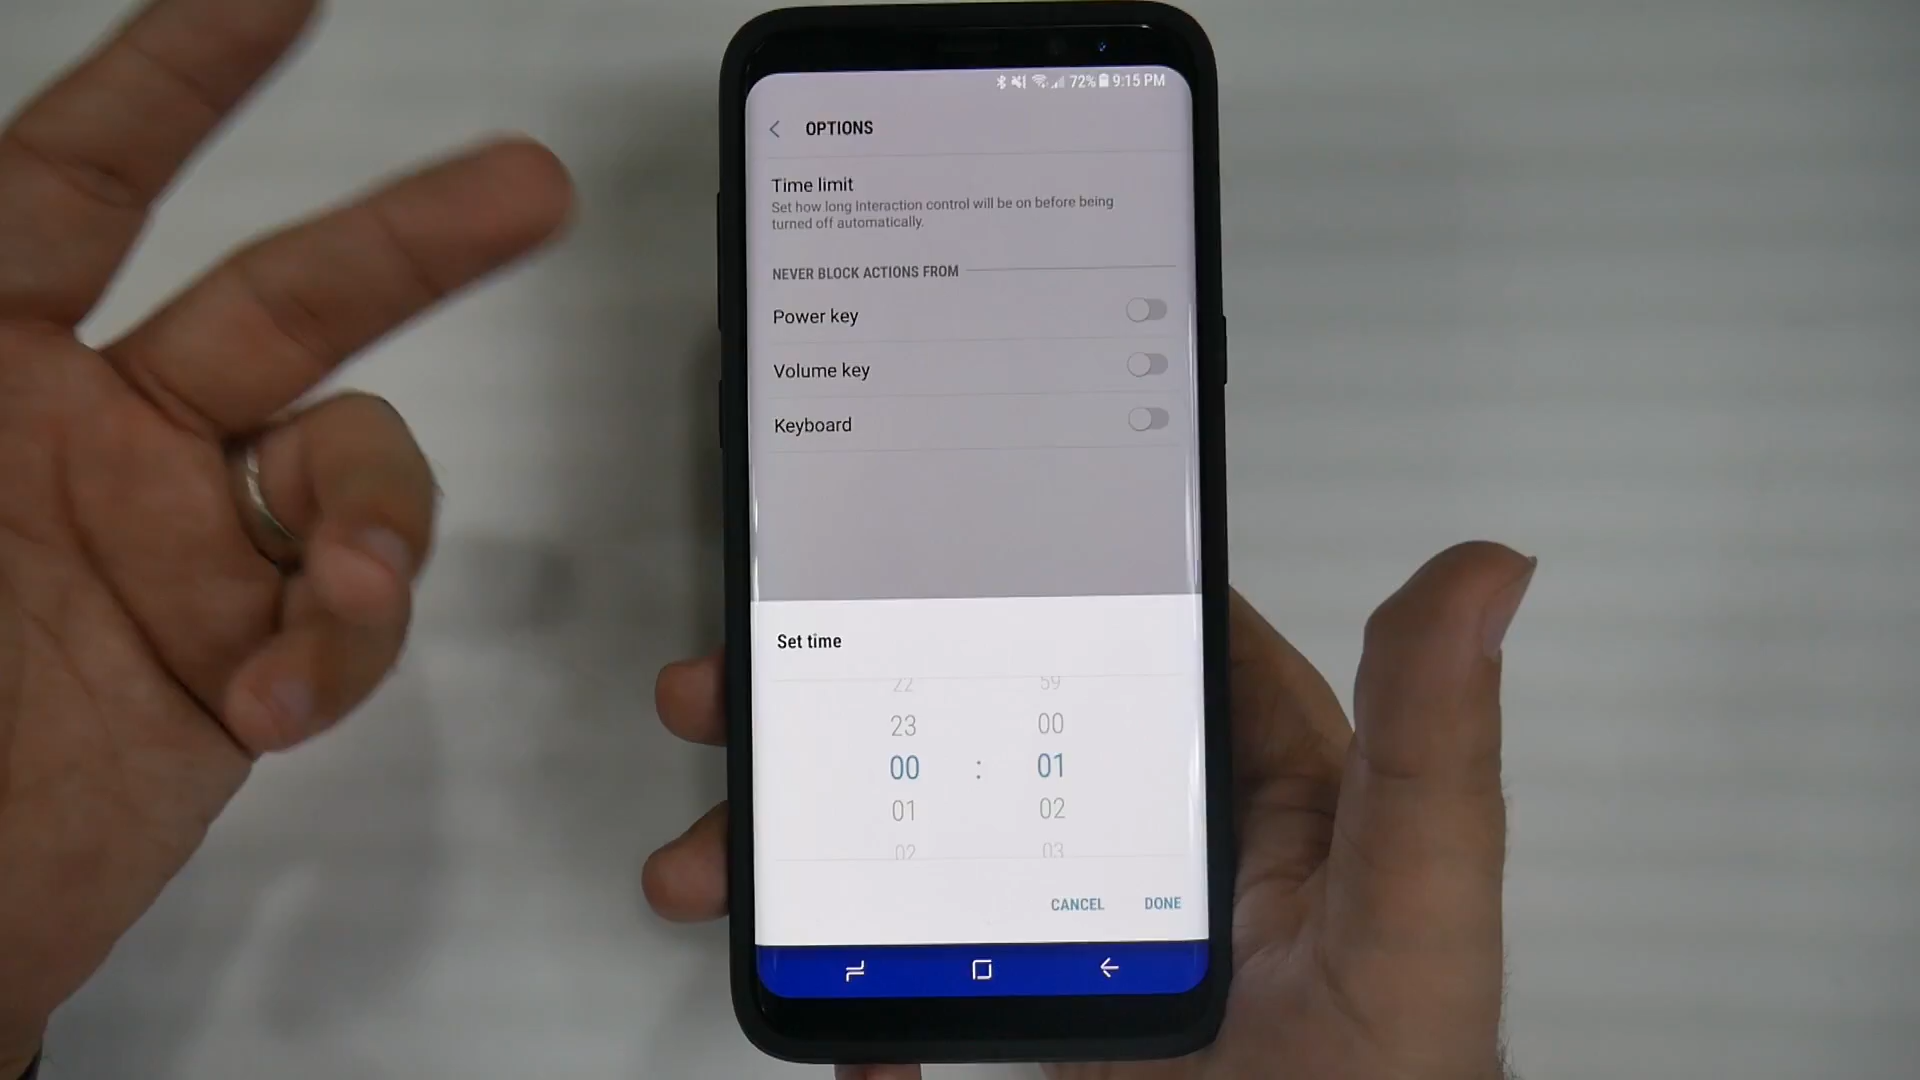 72% 9:15 PM
OPTIONS
Time limit
Set how long Interaction control will be on before being
turned off automatically.
NEVER BLOCK ACTIONS FROM
Power key
Volume key
Keyboard
Set time
22 59
23 00
00 : 01
01 02
02 03
CANCEL DONE